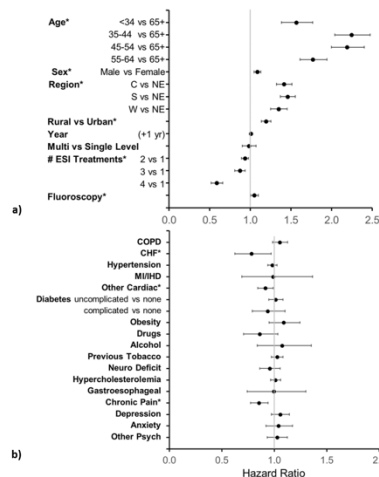 a)
Age* <34 vs 65+
35-44 vs 65+
45-54 vs 65+
55-64 vs 65+
Sex* Male vs Female
Region* C vs NE
S vs NE
W vs NE
Rural vs Urban*
Year (+1 yr)
Multi vs Single Level
# ESI Treatments* 2 vs 1
3 vs 1
4 vs 1
Fluoroscopy*
0.0 0.5 1.0 1.5 2.0 2.5
b)
COPD
CHF*
Hypertension
MI/IHD
Other Cardiac*
Diabetes uncomplicated vs none
complicated vs none
Obesity
Drugs
Alcohol
Previous Tobacco
Neuro Deficit
Hypercholesterolemia
Gastroesophageal
Chronic Pain*
Depression
Anxiety
Other Psych
0.0 0.5 1.0 1.5 2.0
Hazard Ratio